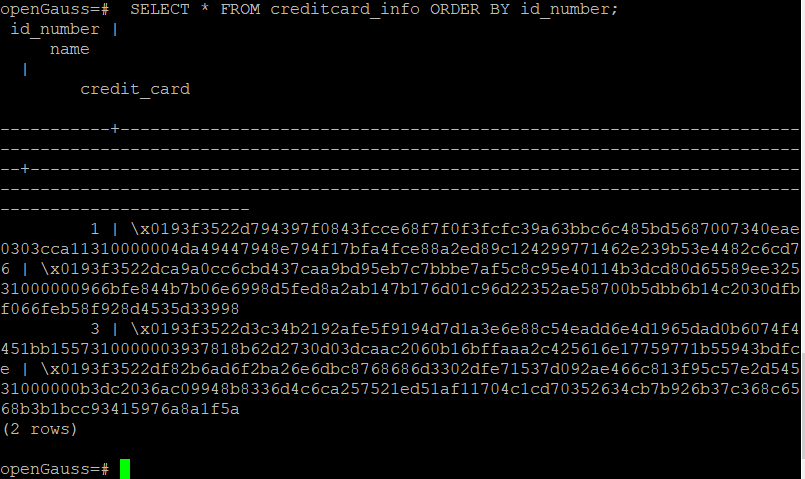 openGauss=#  SELECT * FROM creditcard_info ORDER BY id_number;
 id_number |
     name
  |
        credit_card

-----------+--------------------------------------------------------------------
--------------------------------------------------------------------------------
--+-----------------------------------------------------------------------------
--------------------------------------------------------------------------------
-------------------------
         1 | \x0193f3522d794397f0843fcce68f7f0f3fcfc39a63bbc6c485bd5687007340eae
0303cca11310000004da49447948e794f17bfa4fce88a2ed89c124299771462e239b53e4482c6cd7
6 | \x0193f3522dca9a0cc6cbd437caa9bd95eb7c7bbbe7af5c8c95e40114b3dcd80d65589ee325
31000000966bfe844b7b06e6998d5fed8a2ab147b176d01c96d22352ae58700b5dbb6b14c2030dfb
f066feb58f928d4535d33998
         3 | \x0193f3522d3c34b2192afe5f9194d7d1a3e6e88c54eadd6e4d1965dad0b6074f4
451bb1557310000003937818b62d2730d03dcaac2060b16bffaaa2c425616e17759771b55943bdfc
e | \x0193f3522df82b6ad6f2ba26e6dbc8768686d3302dfe71537d092ae466c813f95c57e2d545
31000000b3dc2036ac09948b8336d4c6ca257521ed51af11704c1cd70352634cb7b926b37c368c65
68b3b1bcc93415976a8a1f5a
(2 rows)

openGauss=#